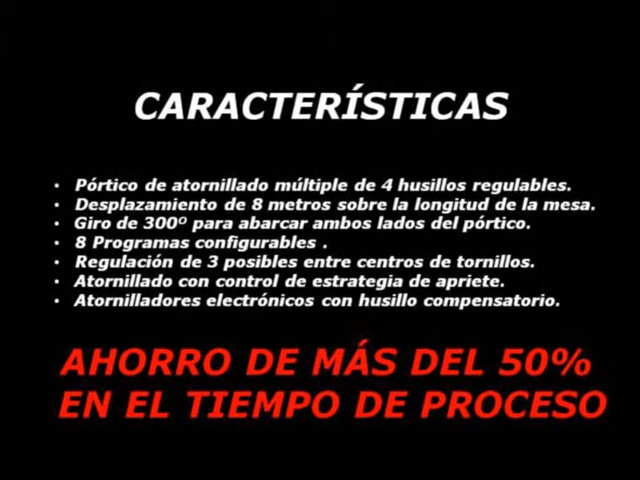 CARACTERÍSTICAS
• Pórtico de atornillado múltiple de 4 husillos regulables.
• Desplazamiento de 8 metros sobre la longitud de la mesa.
• Giro de 300º para abarcar ambos lados del pórtico.
• 8 Programas configurables .
• Regulación de 3 posibles entre centros de tornillos.
• Atornillado con control de estrategia de apriete.
• Atornilladores electrónicos con husillo compensatorio.
AHORRO DE MÁS DEL 50%
EN EL TIEMPO DE PROCESO